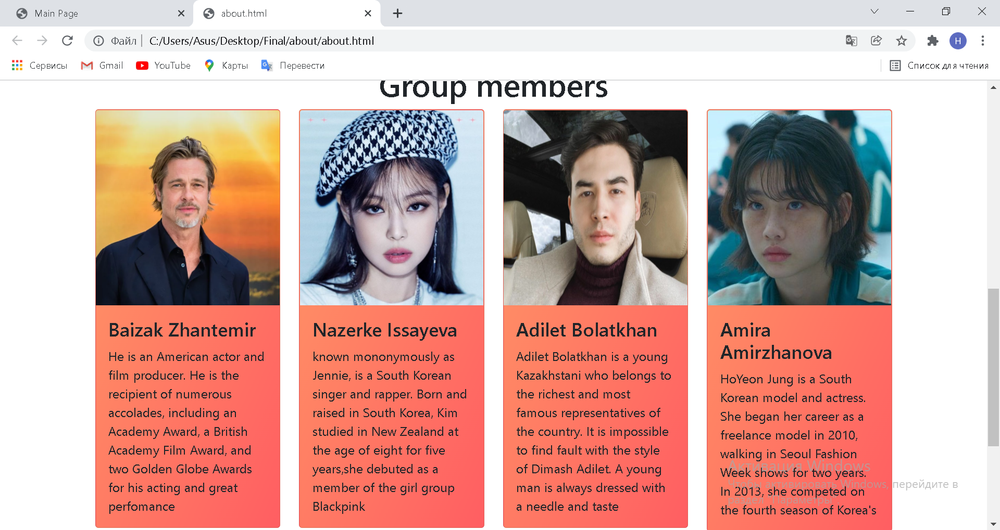 Main Page
about.html
Файл
C:/Users/Asus/Desktop/Final/about/about.html
H
Сервисы
Gmail
YouTube
Карты
Перевести
Список для чтения
Group members
Baizak Zhantemir
He is an American actor and
film producer. He is the
recipient of numerous
accolades, including an
Academy Award, a British
Academy Film Award, and
two Golden Globe Awards
for his acting and great
perfomance
Nazerke Issayeva
known mononymously as
Jennie, is a South Korean
singer and rapper. Born and
raised in South Korea, Kim
studied in New Zealand at
the age of eight for five
years,she debuted as a
member of the girl group
Blackpink
Adilet Bolatkhan
Adilet Bolatkhan is a young
Kazakhstani who belongs to
the richest and most
famous representatives of
the country. It is impossible
to find fault with the style
of Dimash Adilet. A young
man is always dressed with
a needle and taste
Amira
Amirzhanova
HoYeon Jung is a South
Korean model and actress.
She began her career as a
freelance model in 2010,
walking in Seoul Fashion
Week shows for two years.
In 2013, she competed on
the fourth season of Korea's
Активация Windows
Чтобы активировать Windows, перейдите в
раздел "Параметры".